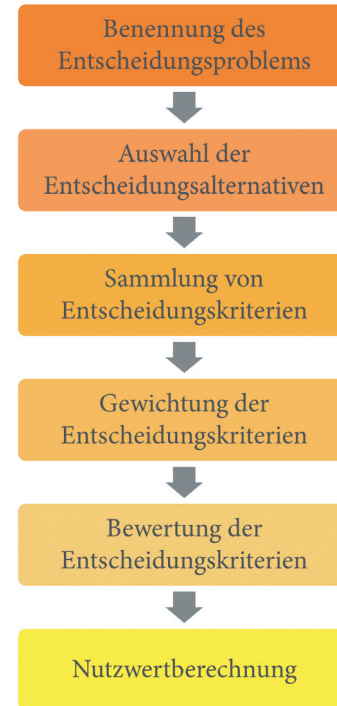 Benennung des
Entscheidungsproblems
Auswahl der
Entscheidungsalternativen
Sammlung von
Entscheidungskriterien
Gewichtung der
Entscheidungskriterien
Bewertung der
Entscheidungskriterien
Nutzwertberechnung